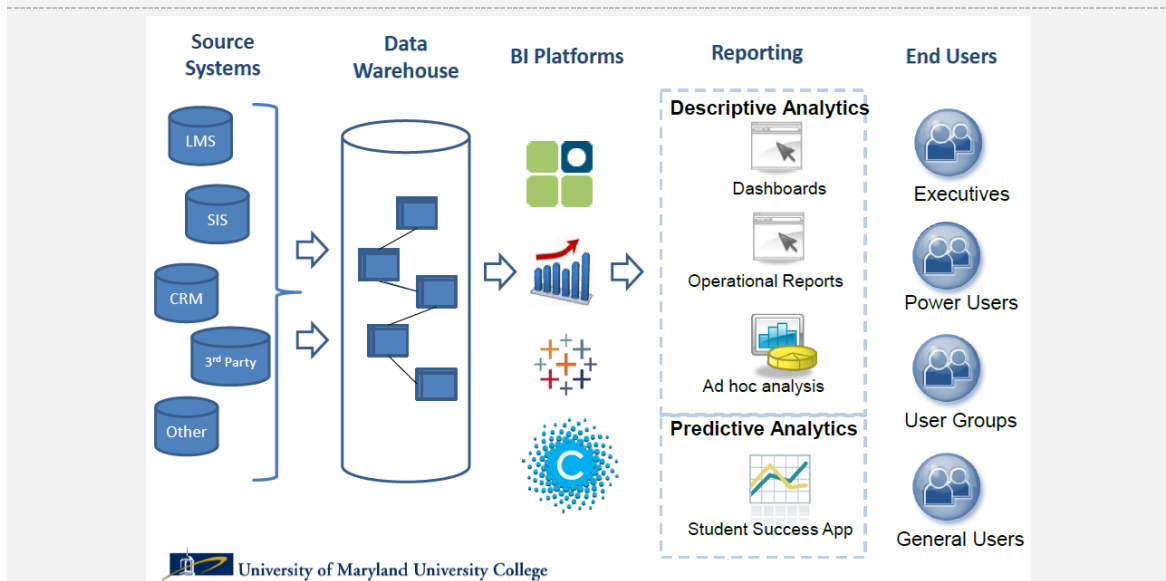 Source
Systems
Data
Warehouse
BI Platforms
Reporting
End Users
LMS
SIS
CRM
3rd Party
Other
C
Descriptive Analytics
Dashboards
Operational Reports
Ad hoc analysis
Predictive Analytics
Student Success App
Executives
Power Users
User Groups
General Users
University of Maryland University College